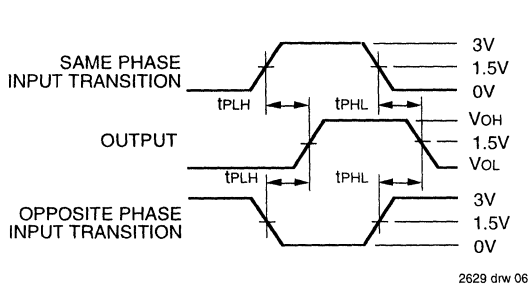 SAME PHASE
INPUT TRANSITION
3V
1.5V
0V
tPLH
tPHL
OUTPUT
VOH
1.5V
VOL
tPLH
tPHL
OPPOSITE PHASE
INPUT TRANSITION
3V
1.5V
0V
2629 drw 06